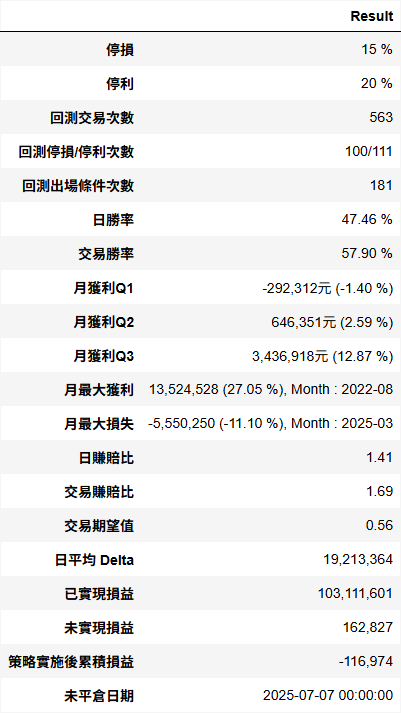 Result
停損 15 %
停利 20 %
回測交易次數 563
回測停損/停利次數 100/111
回測出場條件次數 181
日勝率 47.46 %
交易勝率 57.90 %
月獲利Q1 -292,312元 (-1.40 %)
月獲利Q2 646,351元 (2.59 %)
月獲利Q3 3,436,918元 (12.87 %)
月最大獲利 13,524,528 (27.05 %), Month : 2022-08
月最大損失 -5,550,250 (-11.10 %), Month : 2025-03
日賺賠比 1.41
交易賺賠比 1.69
交易期望值 0.56
日平均 Delta 19,213,364
已實現損益 103,111,601
未實現損益 162,827
策略實施後累積損益 -116,974
未平倉日期 2025-07-07 00:00:00